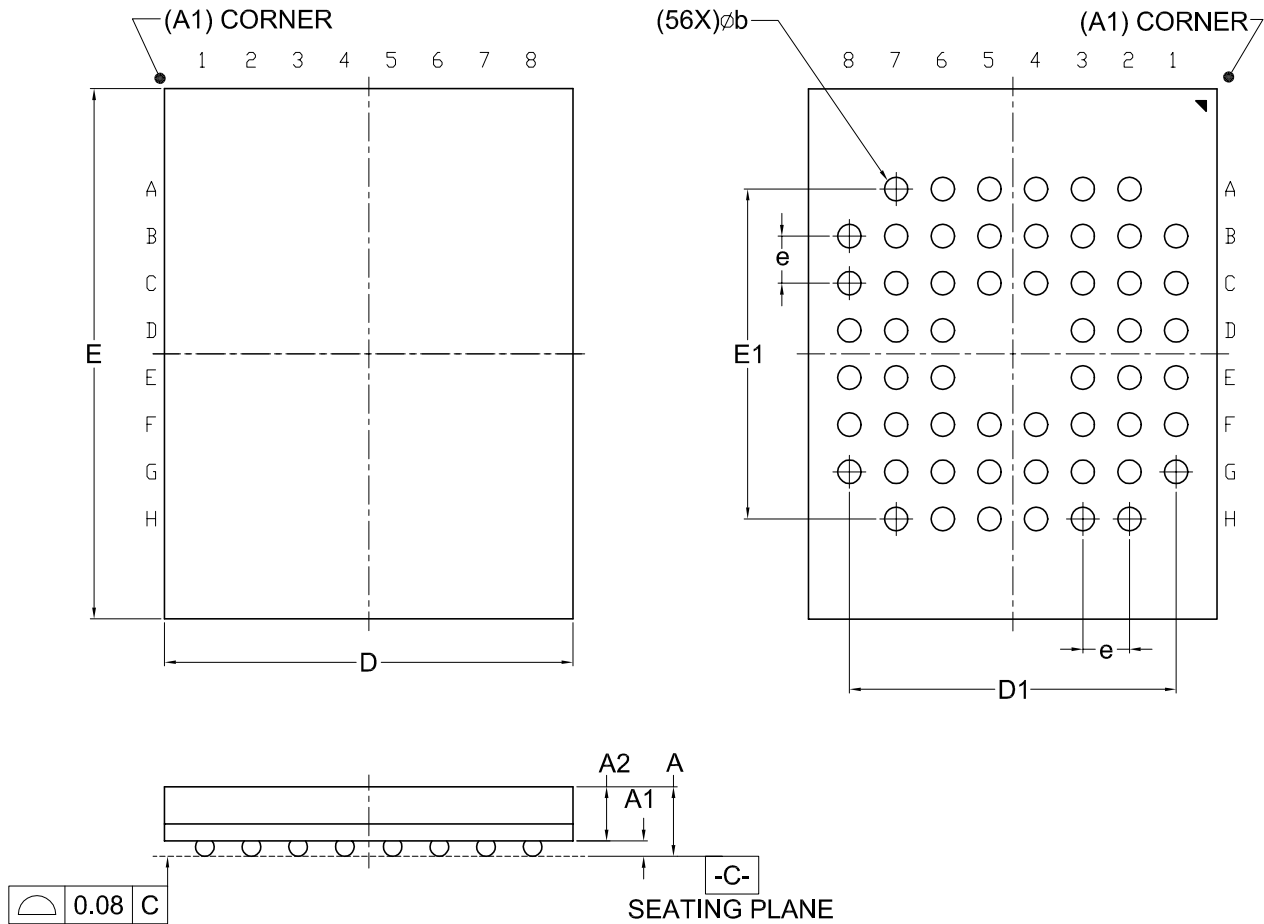 (A1) CORNER
1 2 3 4 5 6 7 8
A
B
C
D
E
F
G
H
E
D
(56X)⌀b
(A1) CORNER
8 7 6 5 4 3 2 1
A
B
C
D
E
F
G
H
e
E1
e
D1
A2 A
A1
-C-
SEATING PLANE
0.08 C